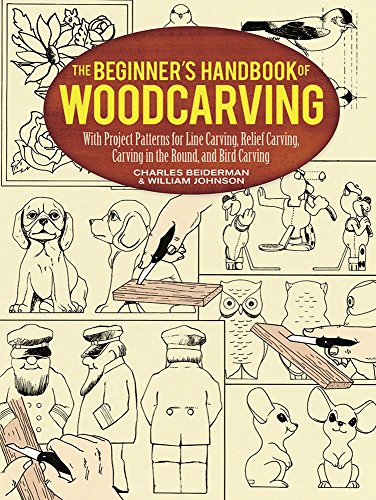 THE BEGINNER'S HANDBOOK OF
WOODCARVING
With Project Patterns for Line Carving, Relief Carving,
Carving in the Round, and Bird Carving
CHARLES BEIDERMAN
& WILLIAM JOHNSON